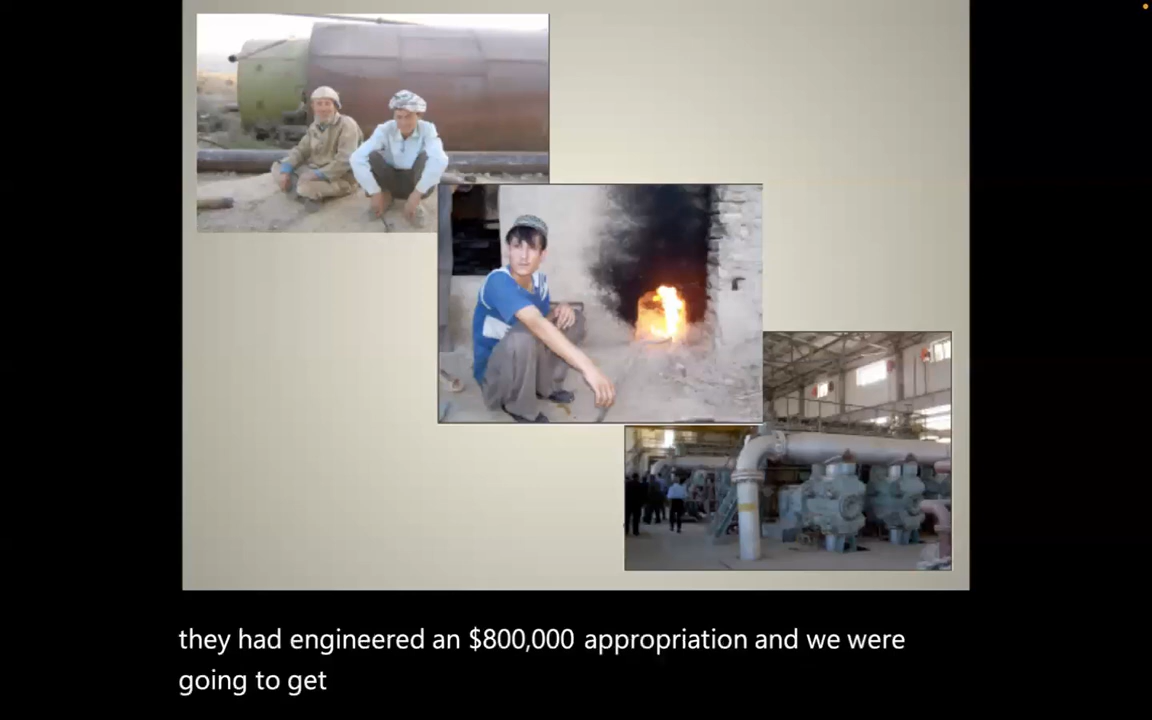 they had engineered an $800,000 appropriation and we were
going to get